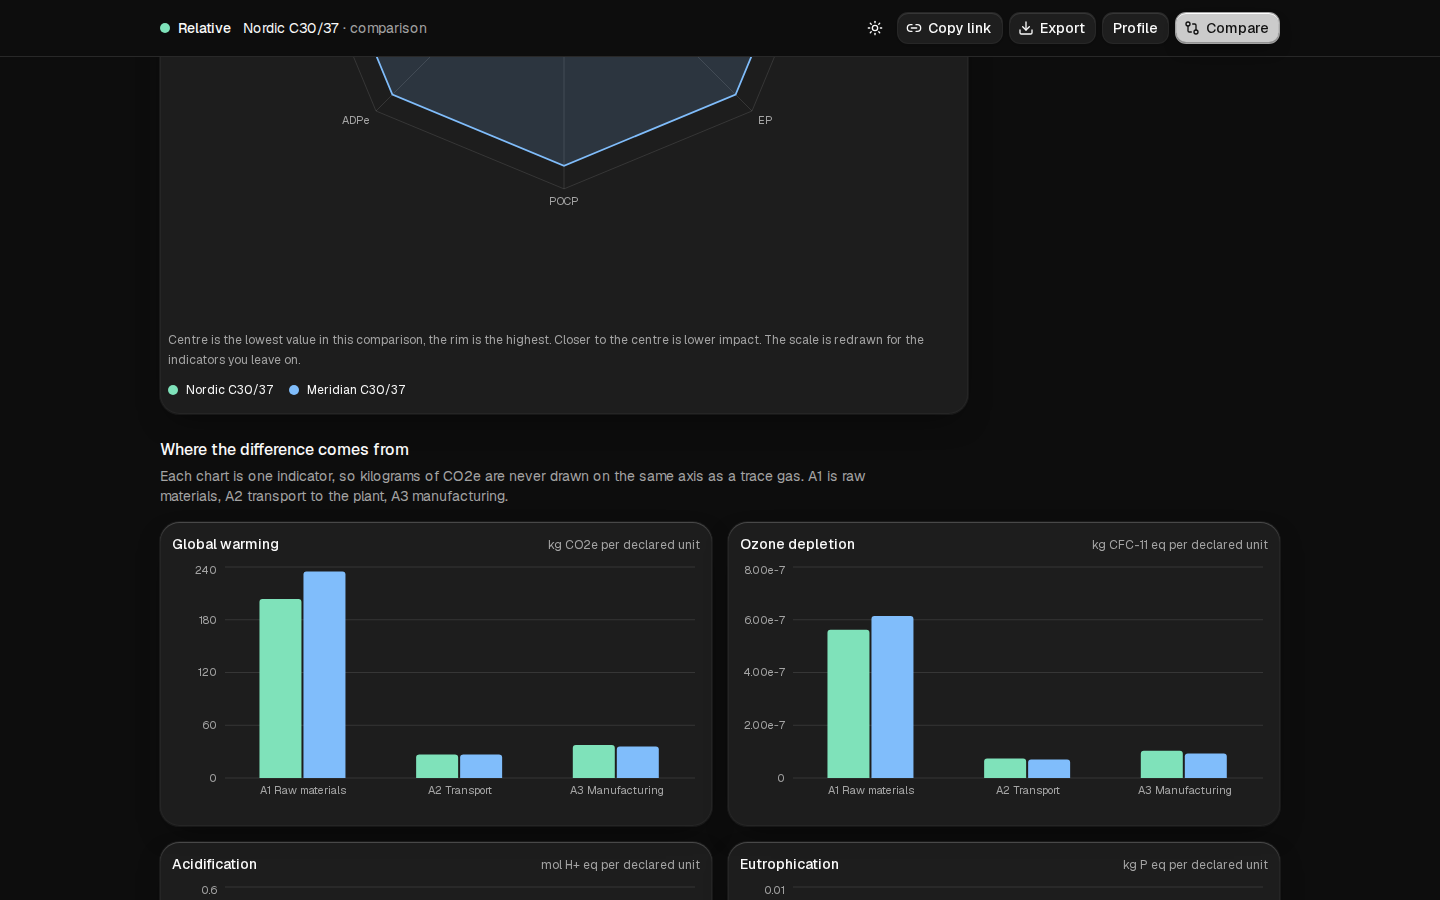 Relative Nordic C30/37 · comparison Copy link Export Profile Compare
ADPe
EP
POCP
Centre is the lowest value in this comparison, the rim is the highest. Closer to the centre is lower impact. The scale is redrawn for the
indicators you leave on.
Nordic C30/37 Meridian C30/37
Where the difference comes from
Each chart is one indicator, so kilograms of CO2e are never drawn on the same axis as a trace gas. A1 is raw
materials, A2 transport to the plant, A3 manufacturing.
Global warming kg CO2e per declared unit
240
180
120
60
0
A1 Raw materials A2 Transport A3 Manufacturing
Ozone depletion kg CFC-11 eq per declared unit
8.00e-7
6.00e-7
4.00e-7
2.00e-7
0
A1 Raw materials A2 Transport A3 Manufacturing
Acidification mol H+ eq per declared unit
0.6
Eutrophication kg P eq per declared unit
0.01